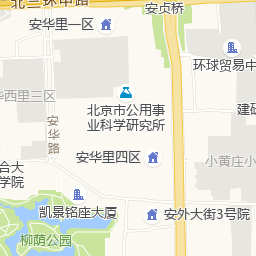 北三环中路
安贞桥
安华里一区
环球贸易中
华西里三区
北京市公用事
业科学研究所
建研
安华路
安华里四区
小黄庄小
合大
学院
凯景铭座大厦
安外大街3号院
柳荫公园